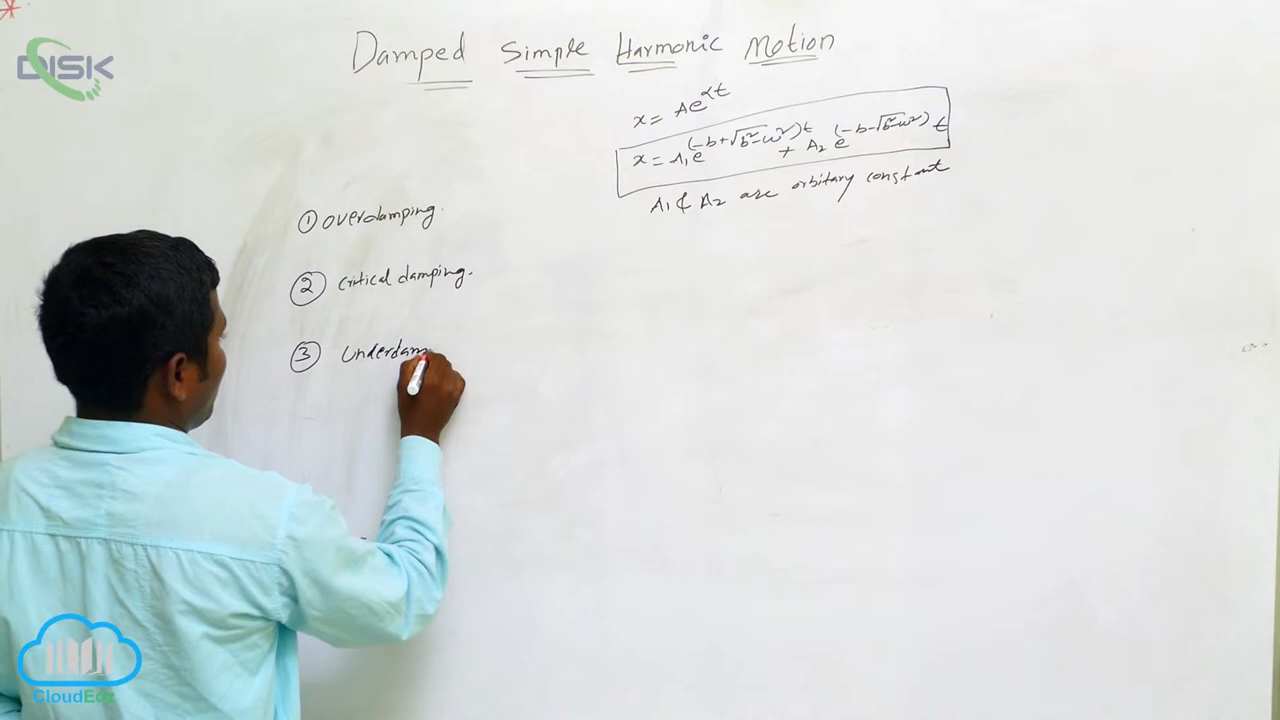 DISK
Damped Simple Harmonic Motion
x = Ae^αt
x = A₁e^(-b+√b²-ω²)t + A₂ e^(-b-√b²-ω²)t
A₁ & A₂ are orbitary constant
① overdamping.
② critical damping.
③ Underdam
CloudEdz